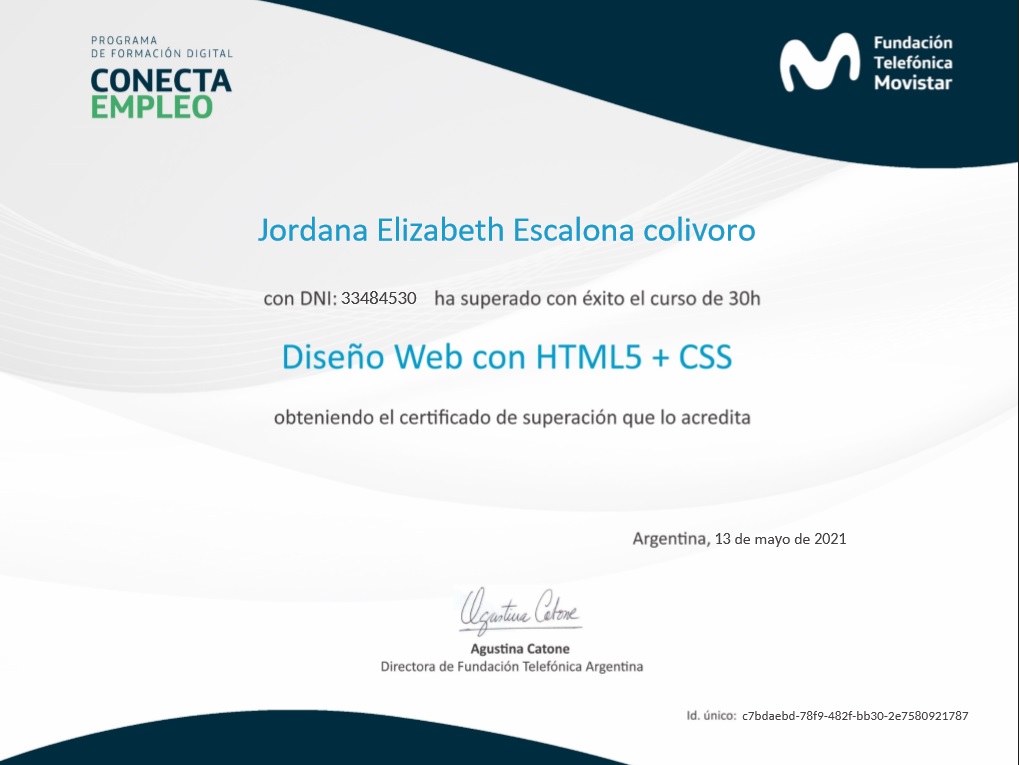 PROGRAMA
DE FORMACIÓN DIGITAL
CONECTA
EMPLEO
Fundación
Telefónica
Movistar
Jordana Elizabeth Escalona colivoro
con DNI: 33484530 ha superado con éxito el curso de 30h
Diseño Web con HTML5 + CSS
obteniendo el certificado de superación que lo acredita
Argentina, 13 de mayo de 2021
Agustina Catone
Agustina Catone
Directora de Fundación Telefónica Argentina
Id. único: c7bdaebd-78f9-482f-bb30-2e7580921787